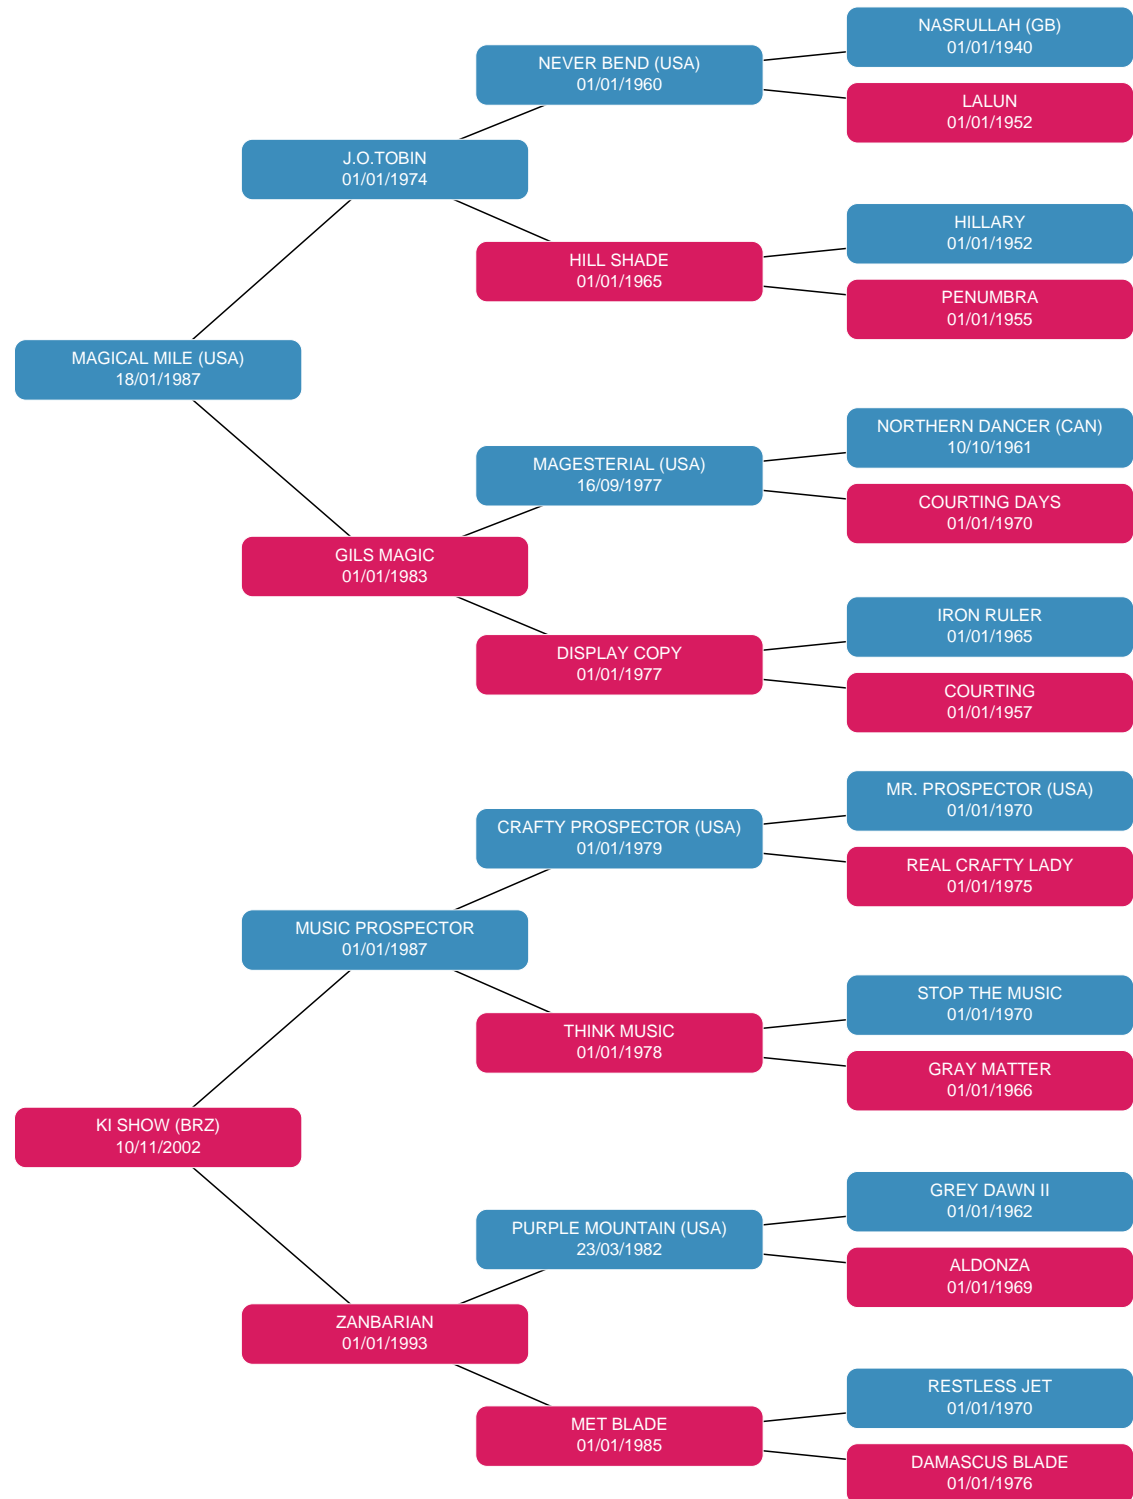 NASRULLAH (GB)
01/01/1940
NEVER BEND (USA)
01/01/1960
LALUN
01/01/1952
J.O.TOBIN
01/01/1974
HILLARY
01/01/1952
HILL SHADE
01/01/1965
PENUMBRA
01/01/1955
MAGICAL MILE (USA)
18/01/1987
NORTHERN DANCER (CAN)
10/10/1961
MAGESTERIAL (USA)
16/09/1977
COURTING DAYS
01/01/1970
GILS MAGIC
01/01/1983
IRON RULER
01/01/1965
DISPLAY COPY
01/01/1977
COURTING
01/01/1957
MR. PROSPECTOR (USA)
01/01/1970
CRAFTY PROSPECTOR (USA)
01/01/1979
REAL CRAFTY LADY
01/01/1975
MUSIC PROSPECTOR
01/01/1987
STOP THE MUSIC
01/01/1970
THINK MUSIC
01/01/1978
GRAY MATTER
01/01/1966
KI SHOW (BRZ)
10/11/2002
GREY DAWN II
01/01/1962
PURPLE MOUNTAIN (USA)
23/03/1982
ALDONZA
01/01/1969
ZANBARIAN
01/01/1993
RESTLESS JET
01/01/1970
MET BLADE
01/01/1985
DAMASCUS BLADE
01/01/1976